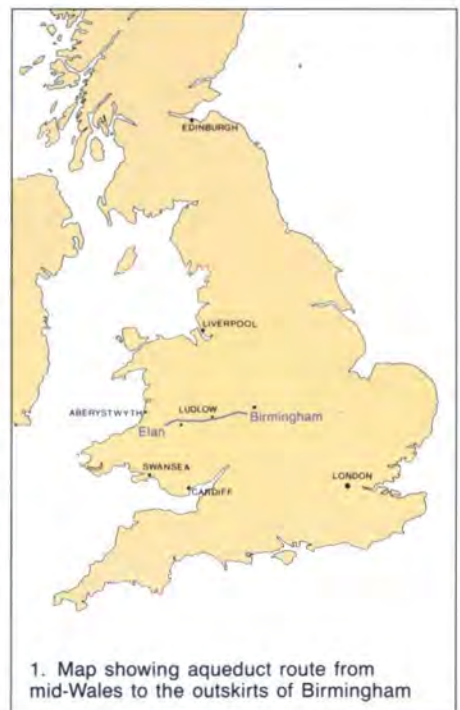 EDINBURGH
LIVERPOOL
ABERYSTWYTH
LUDLOW
Birmingham
Elan
SWANSEA
CARDIFF
LONDON
1. Map showing aqueduct route from
mid-Wales to the outskirts of Birmingham